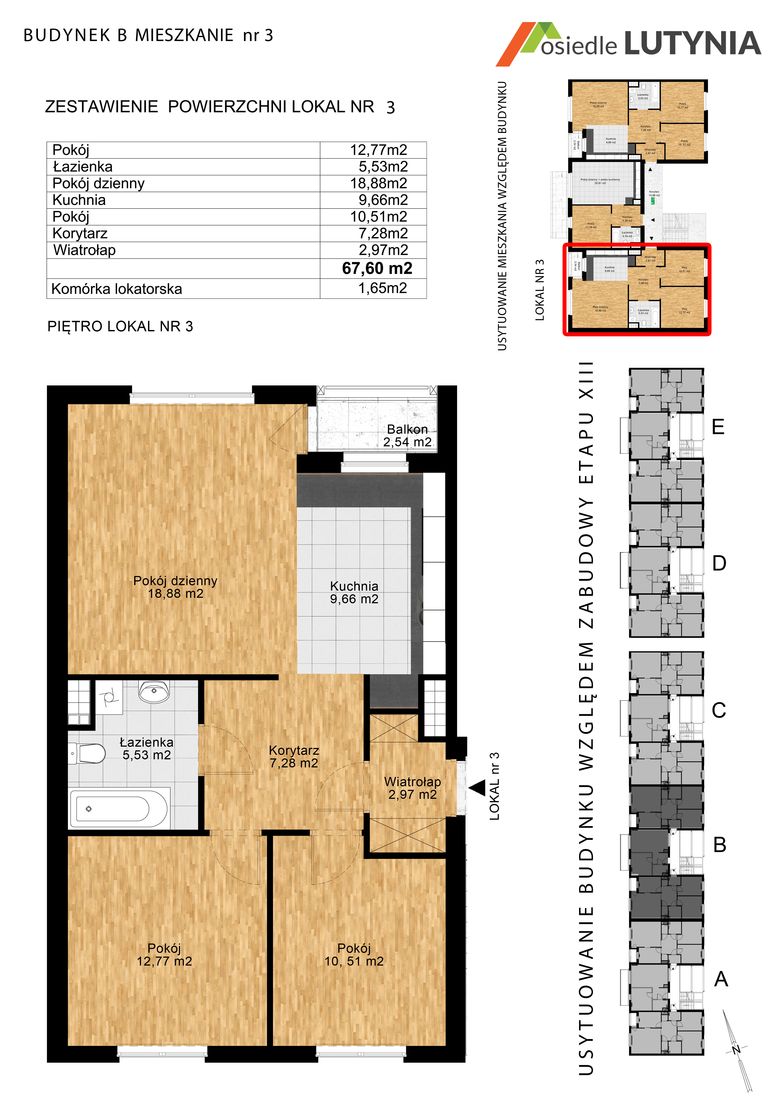 BUDYNEK B MIESZKANIE nr 3
osiedle LUTYNIA
ZESTAWIENIE POWIERZCHNI LOKAL NR 3
Pokój 12,77m2
Łazienka 5,53m2
Pokój dzienny 18,88m2
Kuchnia 9,66m2
Pokój 10,51m2
Korytarz 7,28m2
Wiatrołap 2,97m2
67,60 m2
Komórka lokatorska 1,65m2
PIĘTRO LOKAL NR 3
USYTUOWANIE MIESZKANIA WZGLĘDEM BUDYNKU
LOKAL NR 3
Balkon
2,54 m2
Pokój dzienny
18,88 m2
Kuchnia
9,66 m2
Łazienka
5,53 m2
Korytarz
7,28 m2
Wiatrołap
2,97 m2
LOKAL nr 3
Pokój
12,77 m2
Pokój
10, 51 m2
USYTUOWANIE BUDYNKU WZGLĘDEM ZABUDOWY ETAPU XIII
E
D
C
B
A
N